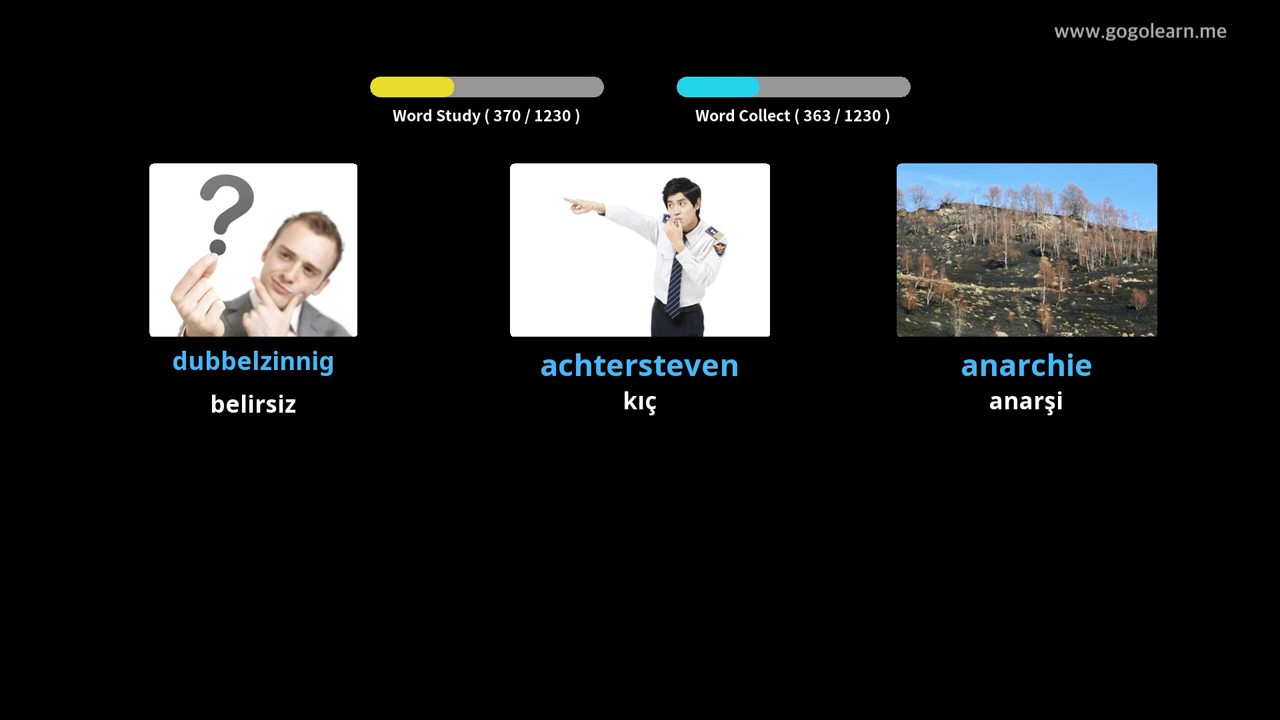 www.gogolearn.me
Word Study ( 370 / 1230 )
Word Collect ( 363 / 1230 )
dubbelzinnig
belirsiz
achtersteven
kıç
anarchie
anarşi